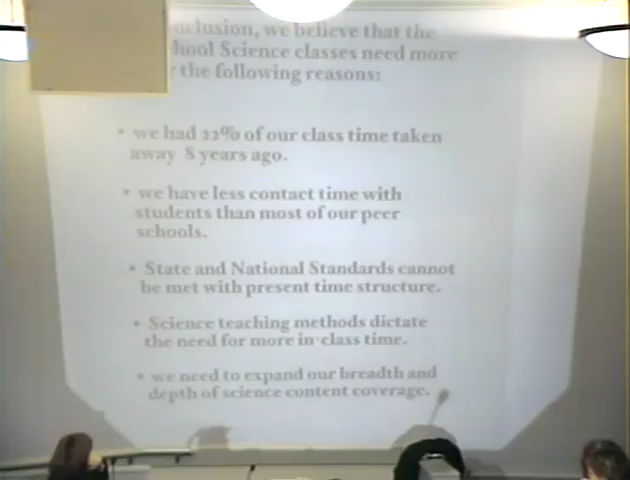 we believe that the
Science classes need more
the following reasons:
• we had 22% of our class time taken
away 8 years ago.
• we have less contact time with
students than most of our peer
schools.
• State and National Standards cannot
be met with present time structure.
• Science teaching methods dictate
the need for more in-class time.
• we need to expand our breadth and
depth of science content coverage.